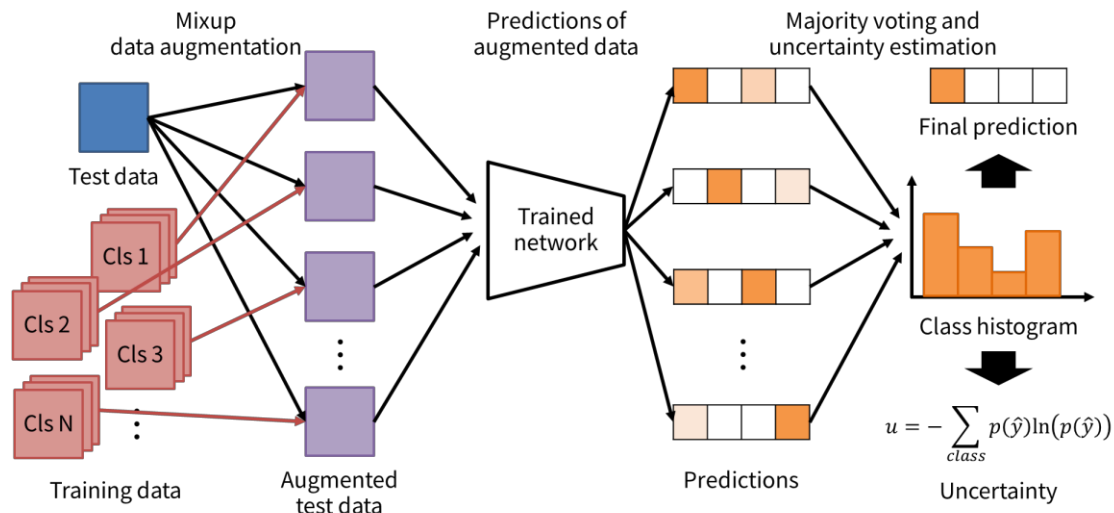 Mixup
data augmentation
Predictions of
augmented data
Majority voting and
uncertainty estimation
Test data
Final prediction
Trained
network
Cls 1
Cls 2
Cls 3
Cls N
Class histogram
u = − ∑ p(ŷ)ln(p(ŷ))
class
Training data
Augmented
test data
Predictions
Uncertainty